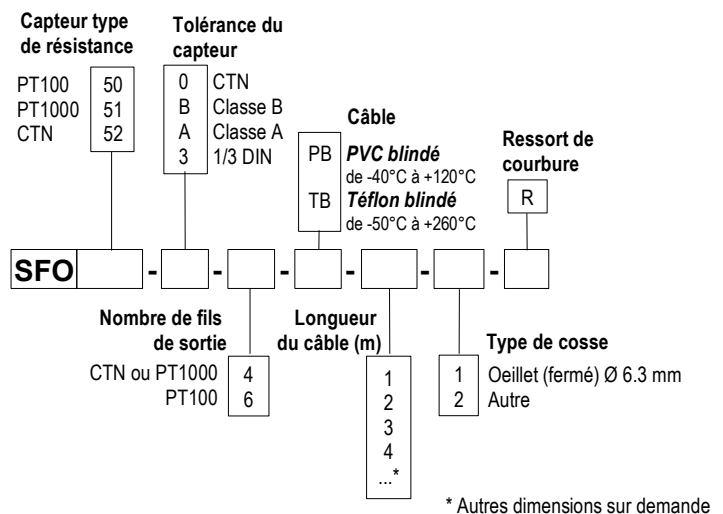 Capteur type
de résistance
PT100 50
PT1000 51
CTN 52
Tolérance du
capteur
0 CTN
B Classe B
A Classe A
3 1/3 DIN
Câble
PB PVC blindé
de -40°C à +120°C
TB Téflon blindé
de -50°C à +260°C
Ressort de
courbure
R
SFO - - - - - -
Nombre de fils
de sortie
CTN ou PT1000 4
PT100 6
Longueur
du câble (m)
1
2
3
4
...*
Type de cosse
1 Oeillet (fermé) Ø 6.3 mm
2 Autre
* Autres dimensions sur demande